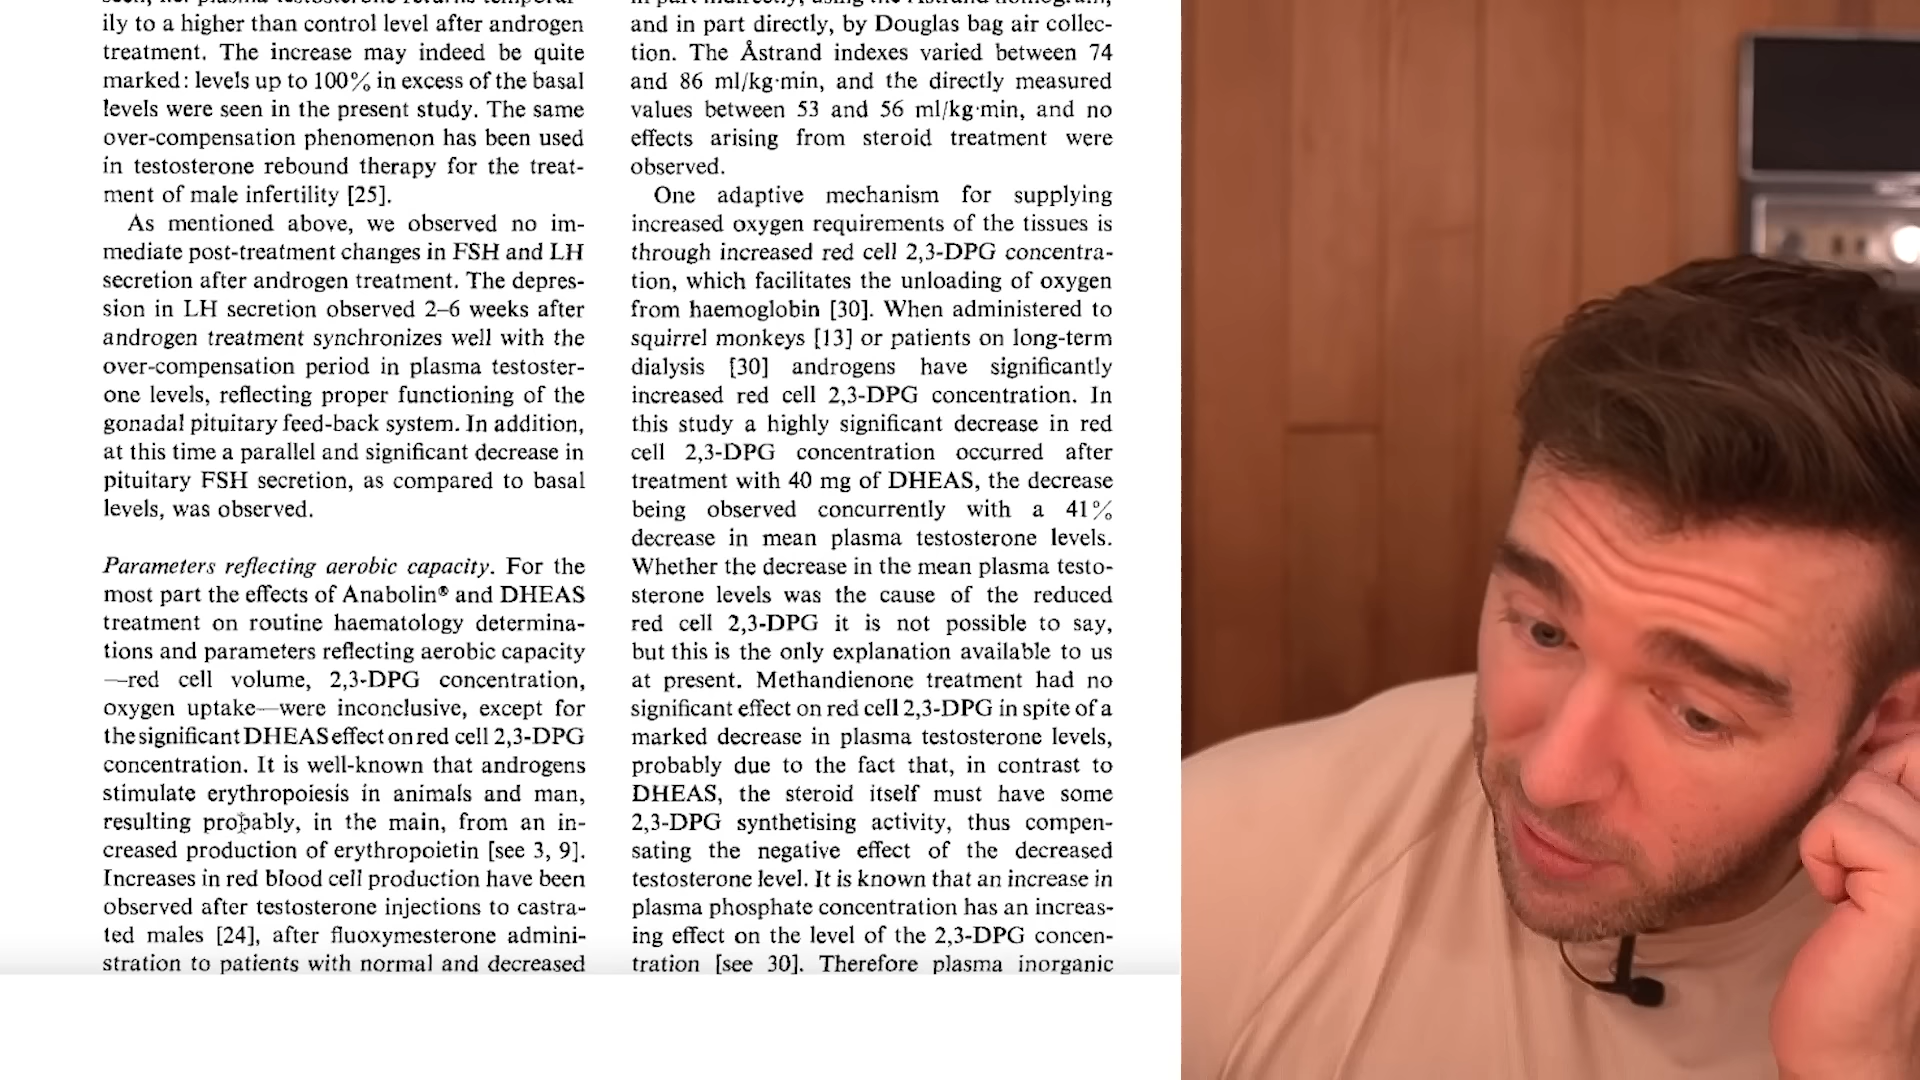 ily to a higher than control level after androgen
treatment. The increase may indeed be quite
marked: levels up to 100% in excess of the basal
levels were seen in the present study. The same
over-compensation phenomenon has been used
in testosterone rebound therapy for the treat-
ment of male infertility [25].
As mentioned above, we observed no im-
mediate post-treatment changes in FSH and LH
secretion after androgen treatment. The depres-
sion in LH secretion observed 2–6 weeks after
androgen treatment synchronizes well with the
over-compensation period in plasma testoster-
one levels, reflecting proper functioning of the
gonadal pituitary feed-back system. In addition,
at this time a parallel and significant decrease in
pituitary FSH secretion, as compared to basal
levels, was observed.
Parameters reflecting aerobic capacity. For the
most part the effects of Anabolin® and DHEAS
treatment on routine haematology determina-
tions and parameters reflecting aerobic capacity
—red cell volume, 2,3-DPG concentration,
oxygen uptake—were inconclusive, except for
the significant DHEAS effect on red cell 2,3-DPG
concentration. It is well-known that androgens
stimulate erythropoiesis in animals and man,
resulting probably, in the main, from an in-
creased production of erythropoietin [see 3, 9].
Increases in red blood cell production have been
observed after testosterone injections to castra-
ted males [24], after fluoxymesterone admini-
stration to patients with normal and decreased
and in part directly, by Douglas bag air collec-
tion. The Åstrand indexes varied between 74
and 86 ml/kg·min, and the directly measured
values between 53 and 56 ml/kg·min, and no
effects arising from steroid treatment were
observed.
One adaptive mechanism for supplying
increased oxygen requirements of the tissues is
through increased red cell 2,3-DPG concentra-
tion, which facilitates the unloading of oxygen
from haemoglobin [30]. When administered to
squirrel monkeys [13] or patients on long-term
dialysis [30] androgens have significantly
increased red cell 2,3-DPG concentration. In
this study a highly significant decrease in red
cell 2,3-DPG concentration occurred after
treatment with 40 mg of DHEAS, the decrease
being observed concurrently with a 41%
decrease in mean plasma testosterone levels.
Whether the decrease in the mean plasma testo-
sterone levels was the cause of the reduced
red cell 2,3-DPG it is not possible to say,
but this is the only explanation available to us
at present. Methandienone treatment had no
significant effect on red cell 2,3-DPG in spite of a
marked decrease in plasma testosterone levels,
probably due to the fact that, in contrast to
DHEAS, the steroid itself must have some
2,3-DPG synthetising activity, thus compen-
sating the negative effect of the decreased
testosterone level. It is known that an increase in
plasma phosphate concentration has an increas-
ing effect on the level of the 2,3-DPG concen-
tration [see 30]. Therefore plasma inorganic